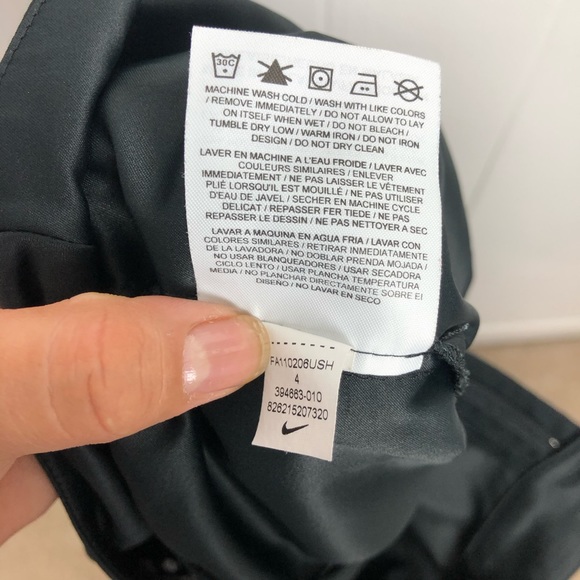 30C
MACHINE WASH COLD / WASH WITH LIKE COLORS
/ REMOVE IMMEDIATELY / DO NOT ALLOW TO LAY
ON ITSELF WHEN WET / DO NOT BLEACH /
TUMBLE DRY LOW / WARM IRON / DO NOT IRON
DESIGN / DO NOT DRY CLEAN
LAVER EN MACHINE A L'EAU FROIDE / LAVER AVEC
COULEURS SIMILAIRES / ENLEVER
IMMEDIATEMENT / NE PAS LAISSER LE VÊTEMENT
PLIÉ LORSQU'IL EST MOUILLÉ / NE PAS UTILISER
D'EAU DE JAVEL / SECHER EN MACHINE CYCLE
DELICAT / REPASSER FER TIEDE / NE PAS
REPASSER LE DESSIN / NE PAS NETTOYER A SEC
LAVAR A MAQUINA EN AGUA FRIA / LAVAR CON
COLORES SIMILARES / RETIRAR INMEDIATAMENTE
DE LA LAVADORA / NO DOBLAR PRENDA MOJADA /
NO USAR BLANQUEADORES / USAR SECADORA
CICLO LENTO / USAR PLANCHA TEMPERATURA
MEDIA / NO PLANCHAR DIRECTAMENTE SOBRE EL
DISEÑO / NO LAVAR EN SECO
FA110206USH
4
394663-010
826215207320